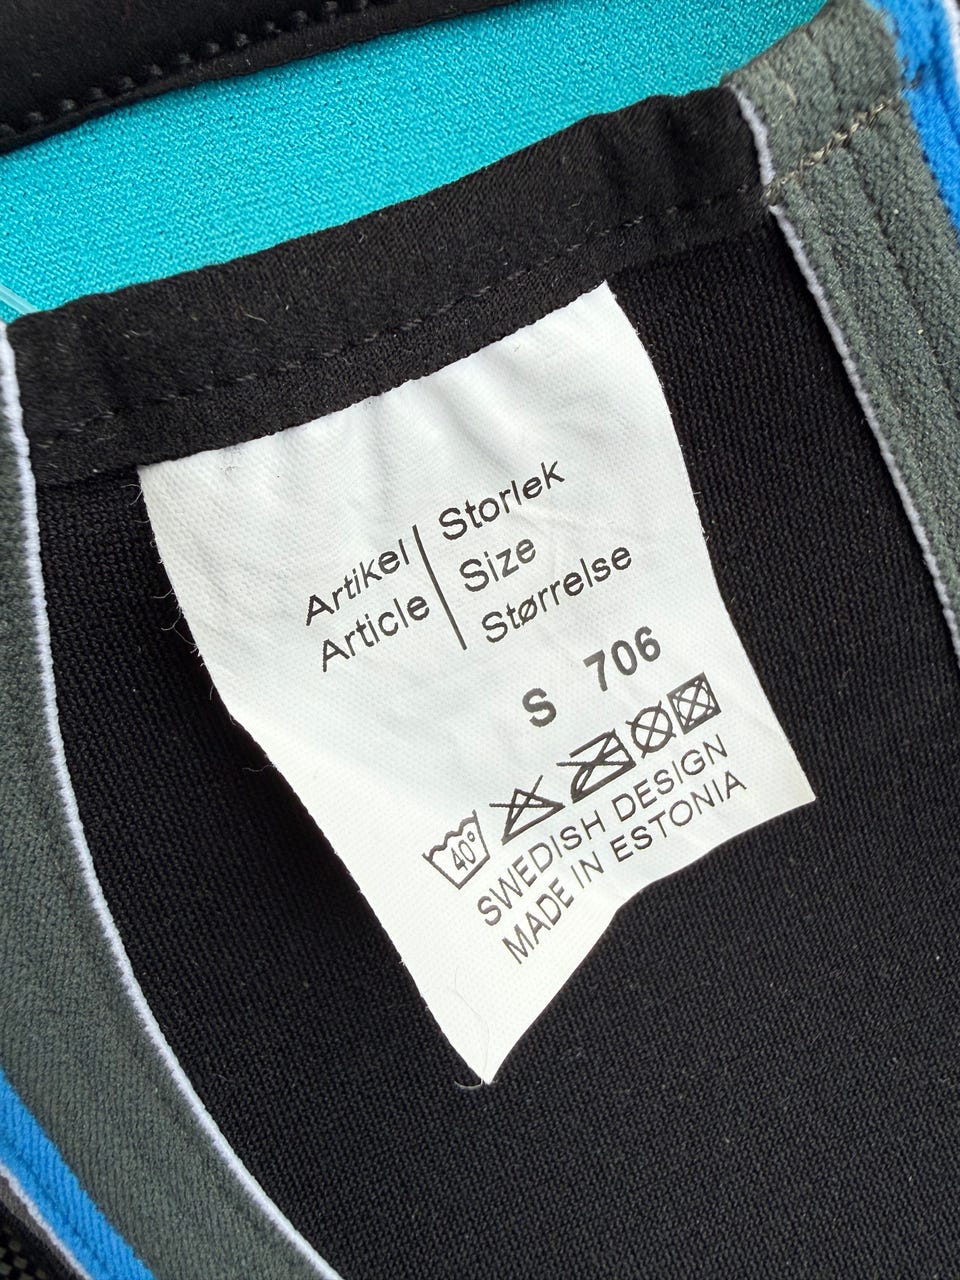 Artikel | Storlek
Article | Size
Størrelse
S 706
40°
SWEDISH DESIGN
MADE IN ESTONIA